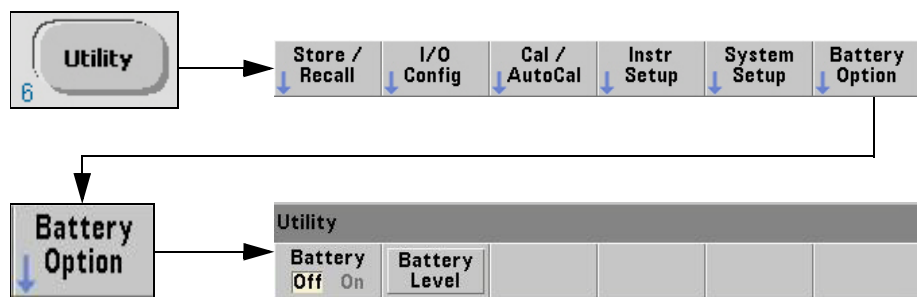 Utility
6
Store / Recall
I/O Config
Cal / AutoCal
Instr Setup
System Setup
Battery Option
Battery Option
Utility
Battery
Off On
Battery Level